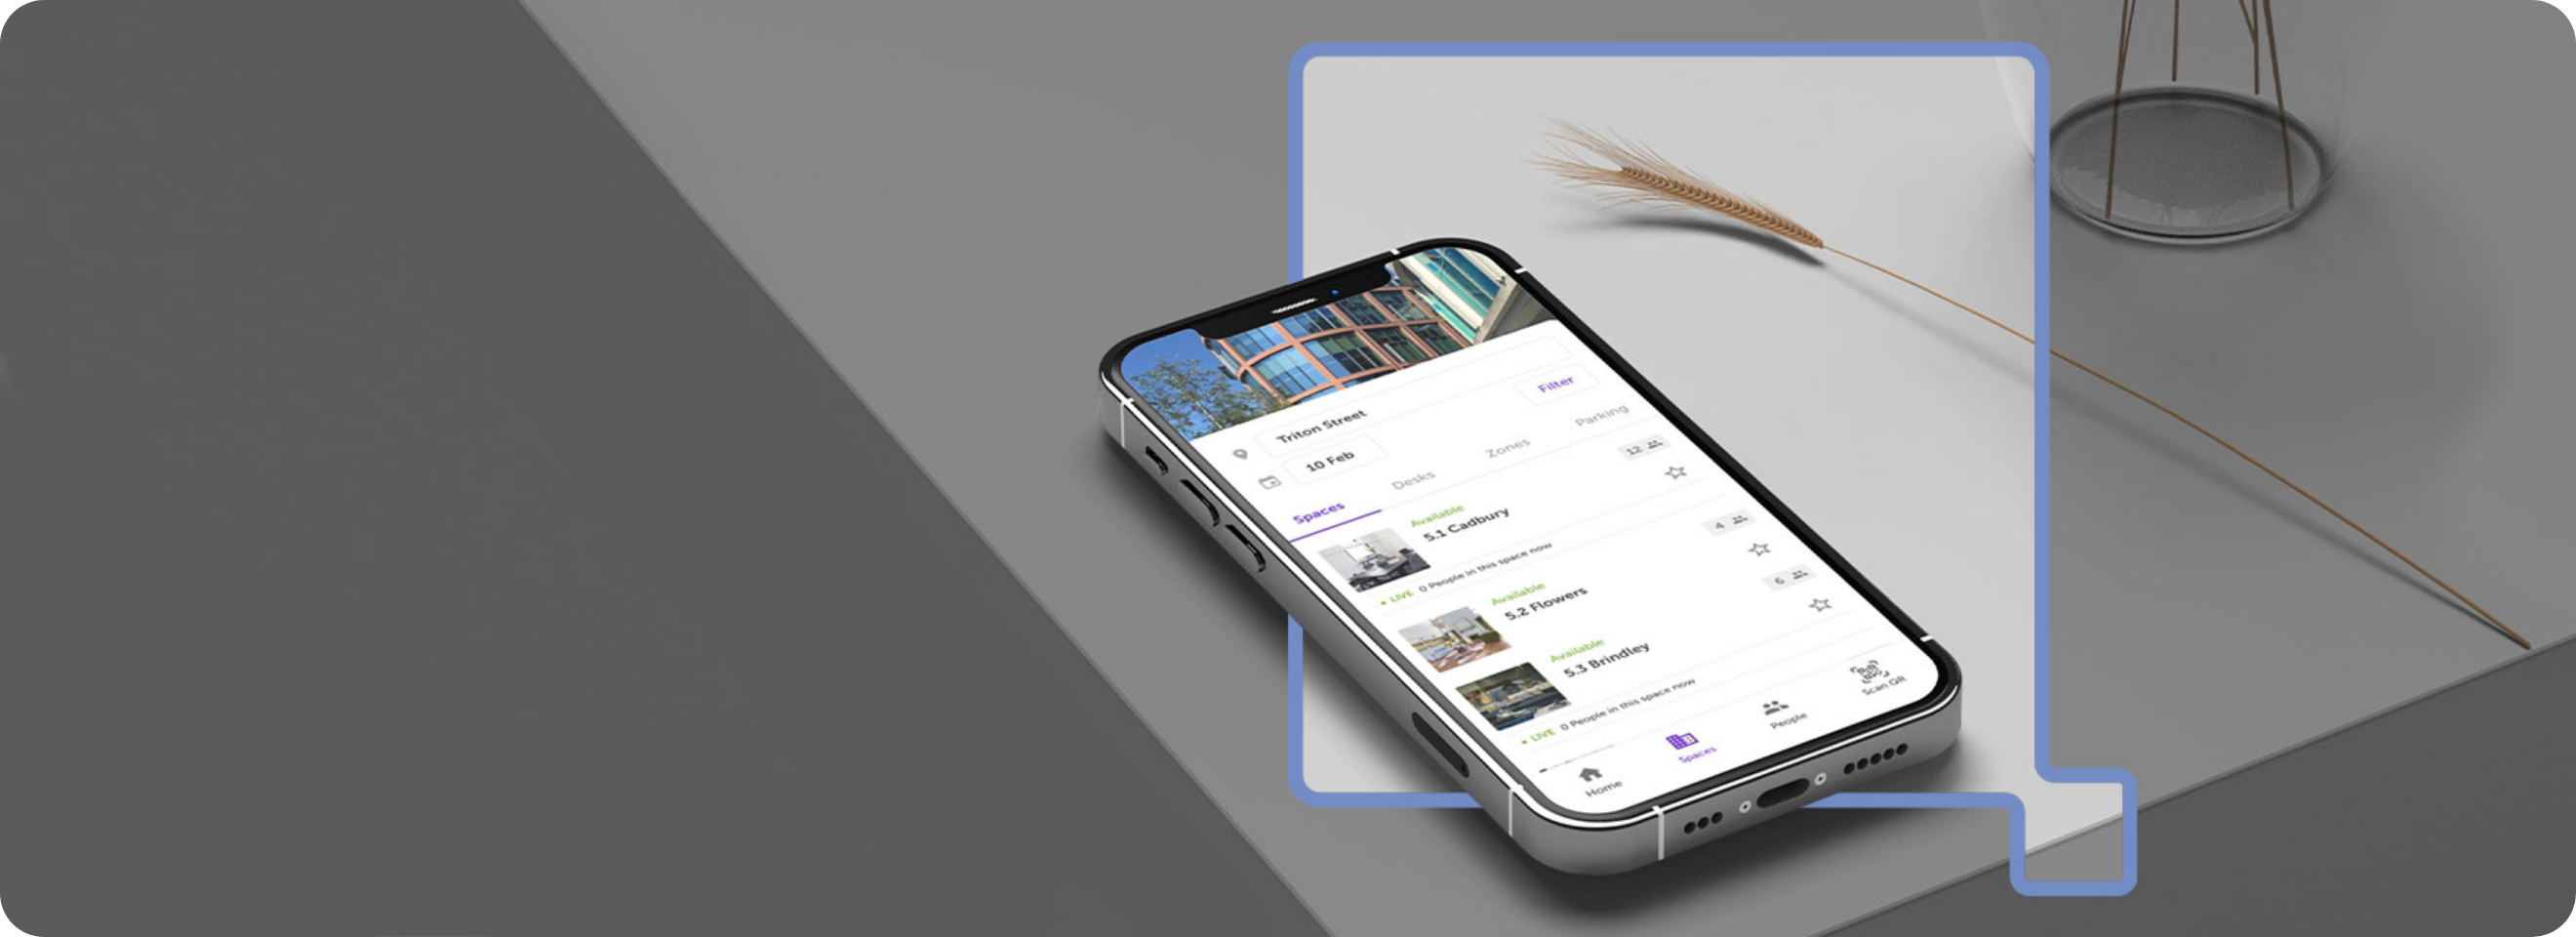 Triton Street
Filter
10 Feb
Spaces
Desks
Zones
Parking
Available
12
5.1 Cadbury
LIVE 0 People in this space now
Available
4
5.2 Flowers
Available
6
5.3 Brindley
LIVE 0 People in this space now
Home
Spaces
People
Scan QR